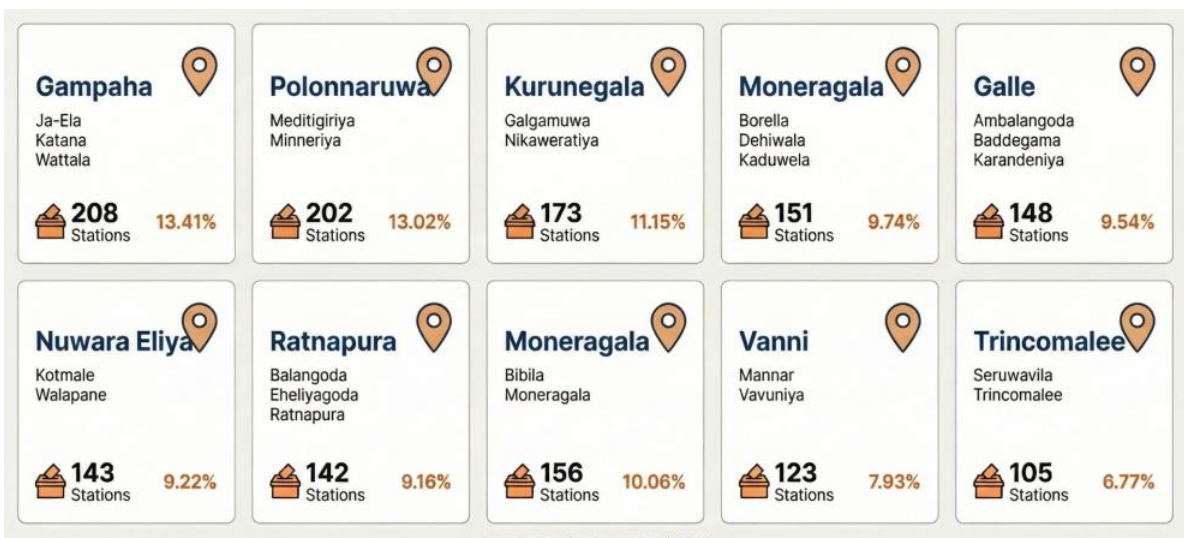 Gampaha
Ja-Ela
Katana
Wattala
208
Stations
13.41%
Polonnaruwa
Meditigiriya
Minneriya
202
Stations
13.02%
Kurunegala
Galgamuwa
Nikaweratiya
173
Stations
11.15%
Moneragala
Borella
Dehiwala
Kaduwela
151
Stations
9.74%
Galle
Ambalangoda
Baddegama
Karandeniya
148
Stations
9.54%
Nuwara Eliya
Kotmale
Walapane
143
Stations
9.22%
Ratnapura
Balangoda
Eheliyagoda
Ratnapura
142
Stations
9.16%
Moneragala
Bibila
Moneragala
156
Stations
10.06%
Vanni
Mannar
Vavuniya
123
Stations
7.93%
Trincomalee
Seruwavila
Trincomalee
105
Stations
6.77%